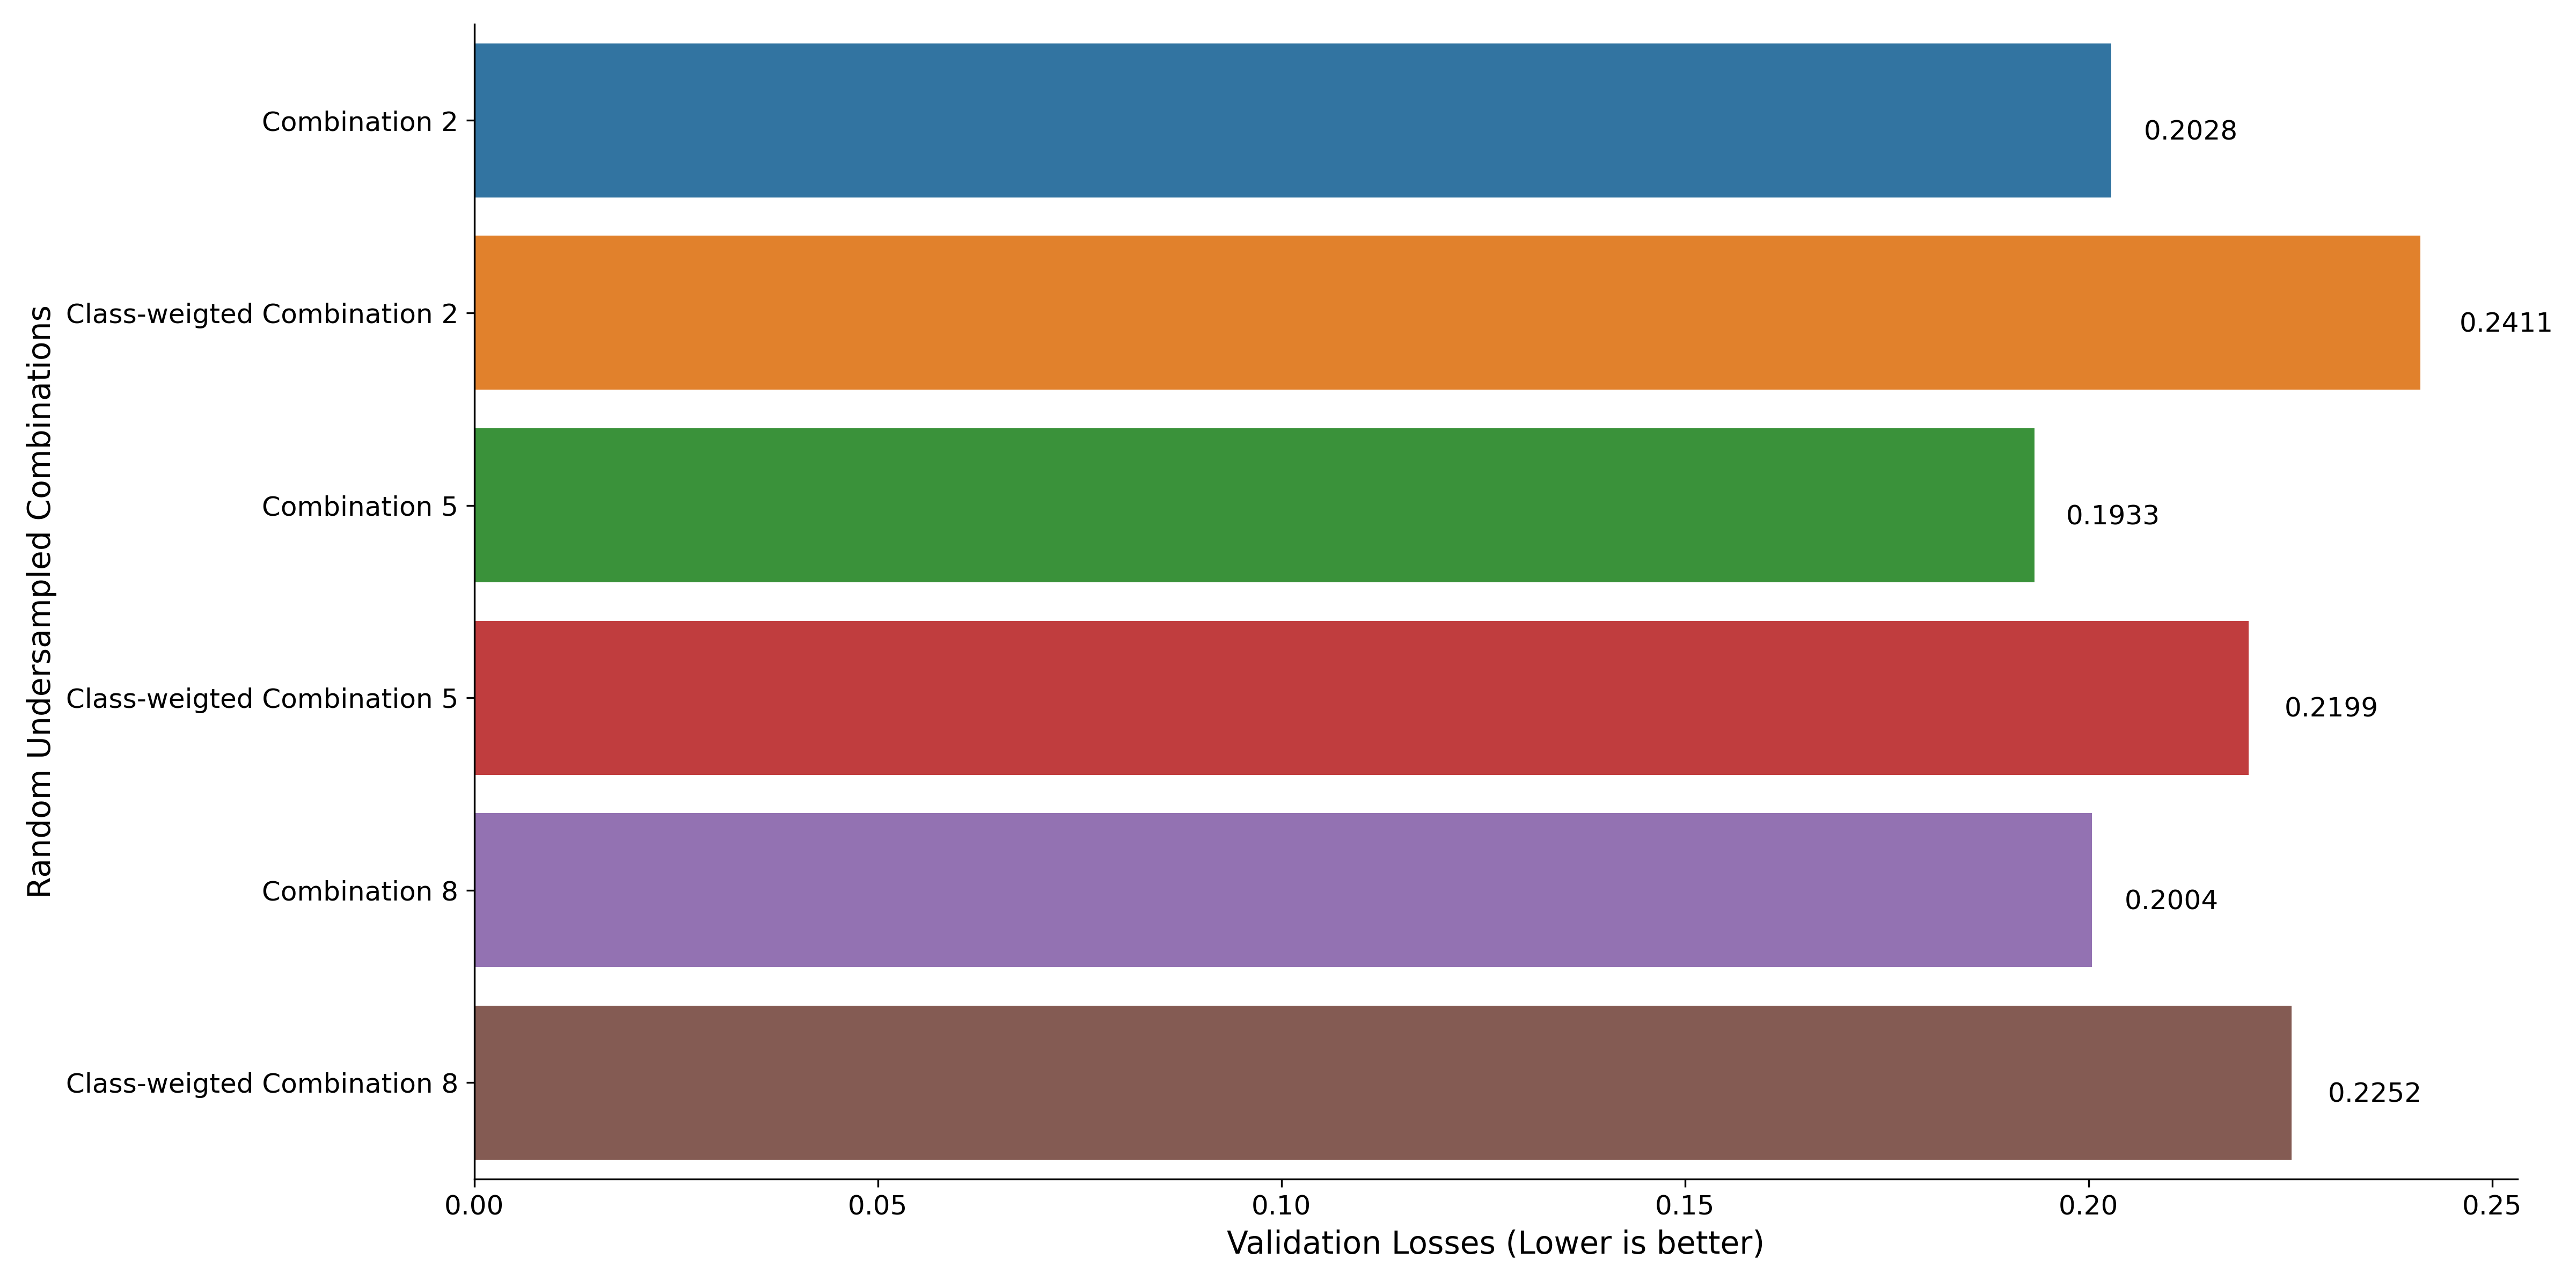 Random Undersampled Combinations
Combination 2
0.2028
Class-weigted Combination 2
0.2411
Combination 5
0.1933
Class-weigted Combination 5
0.2199
Combination 8
0.2004
Class-weigted Combination 8
0.2252
0.00 0.05 0.10 0.15 0.20 0.25
Validation Losses (Lower is better)